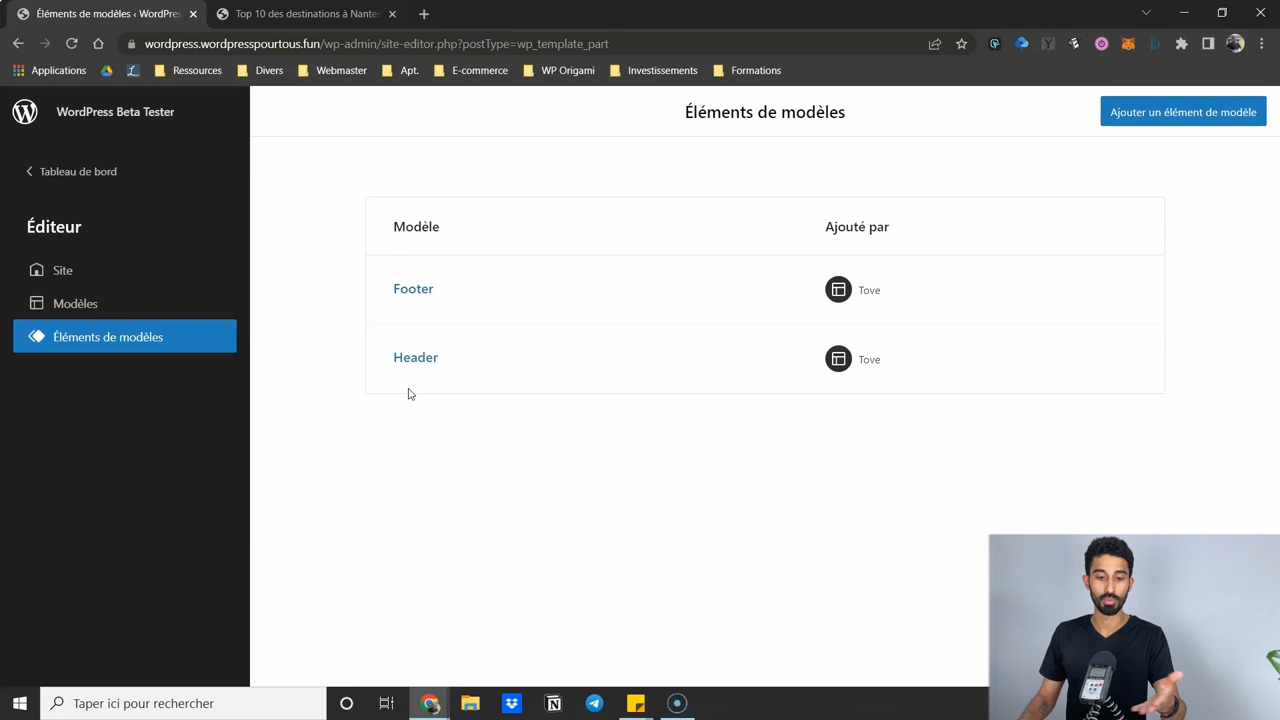 Éléments de modèles ‹ WordPres
Top 10 des destinations à Nante
wordpress.wordpresspourtous.fun/wp-admin/site-editor.php?postType=wp_template_part
Applications
Ressources
Divers
Webmaster
Apt.
E-commerce
WP Origami
Investissements
Formations
WordPress Beta Tester
Éléments de modèles
Ajouter un élément de modèle
Tableau de bord
Éditeur
Site
Modèles
Éléments de modèles
Modèle
Ajouté par
Footer
Tove
Header
Tove
Taper ici pour rechercher